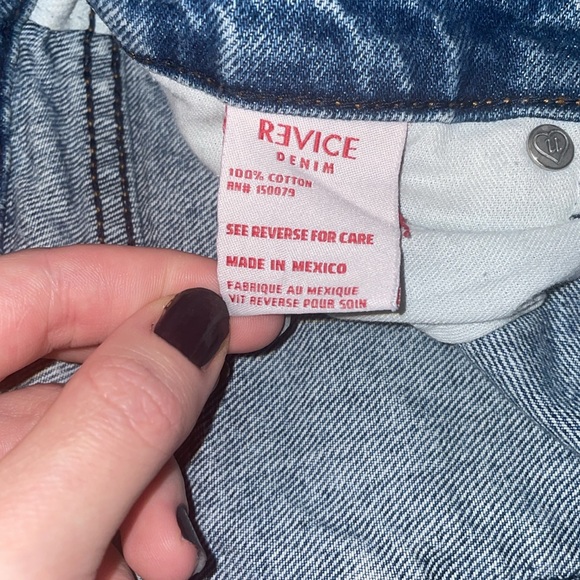 RƎVICE
DENIM
100% COTTON
RN# 150079
SEE REVERSE FOR CARE
MADE IN MEXICO
FABRIQUE AU MEXIQUE
VIT REVERSE POUR SOIN